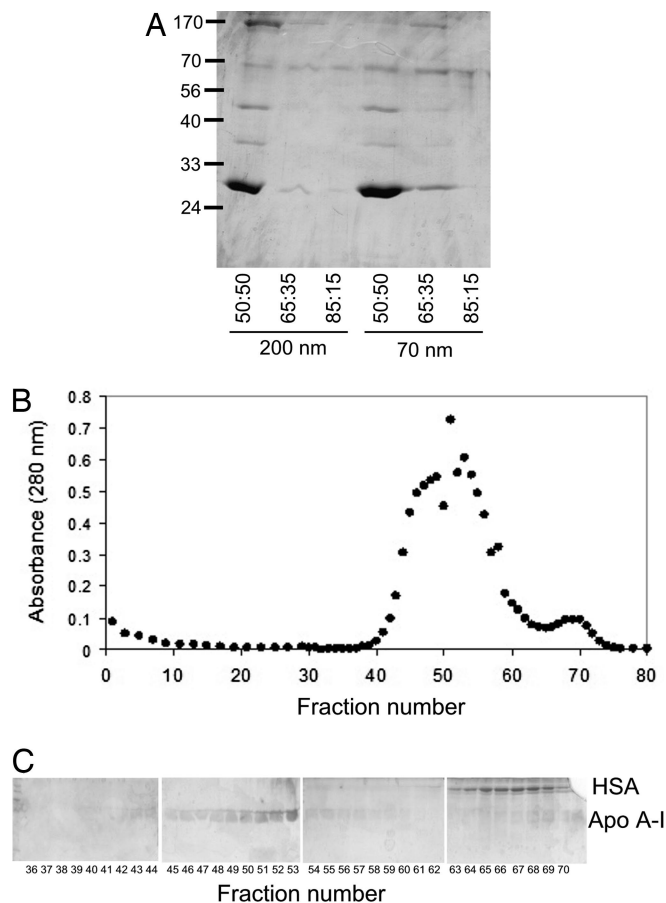 A
170
70
56
40
33
24
50:50 65:35 85:15 50:50 65:35 85:15
200 nm 70 nm
B
0.8
0.7
0.6
0.5
0.4
0.3
0.2
0.1
0
Absorbance (280 nm)
0 10 20 30 40 50 60 70 80
Fraction number
C
HSA
Apo A-I
36 37 38 39 40 41 42 43 44 45 46 47 48 49 50 51 52 53 54 55 56 57 58 59 60 61 62 63 64 65 66 67 68 69 70
Fraction number